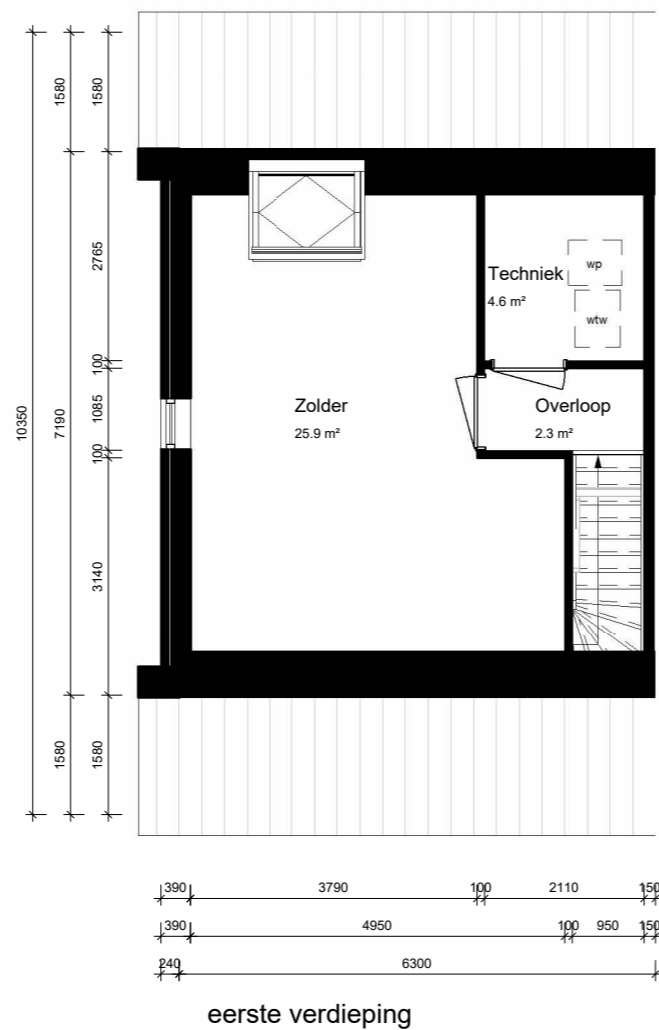 1580
1580
2765
100
1085
100
3140
10350
7190
1580
1580
Techniek
4.6 m²
wp
wtw
Zolder
25.9 m²
Overloop
2.3 m²
390 3790 100 2110 150
390 4950 100 950 150
240 6300
eerste verdieping